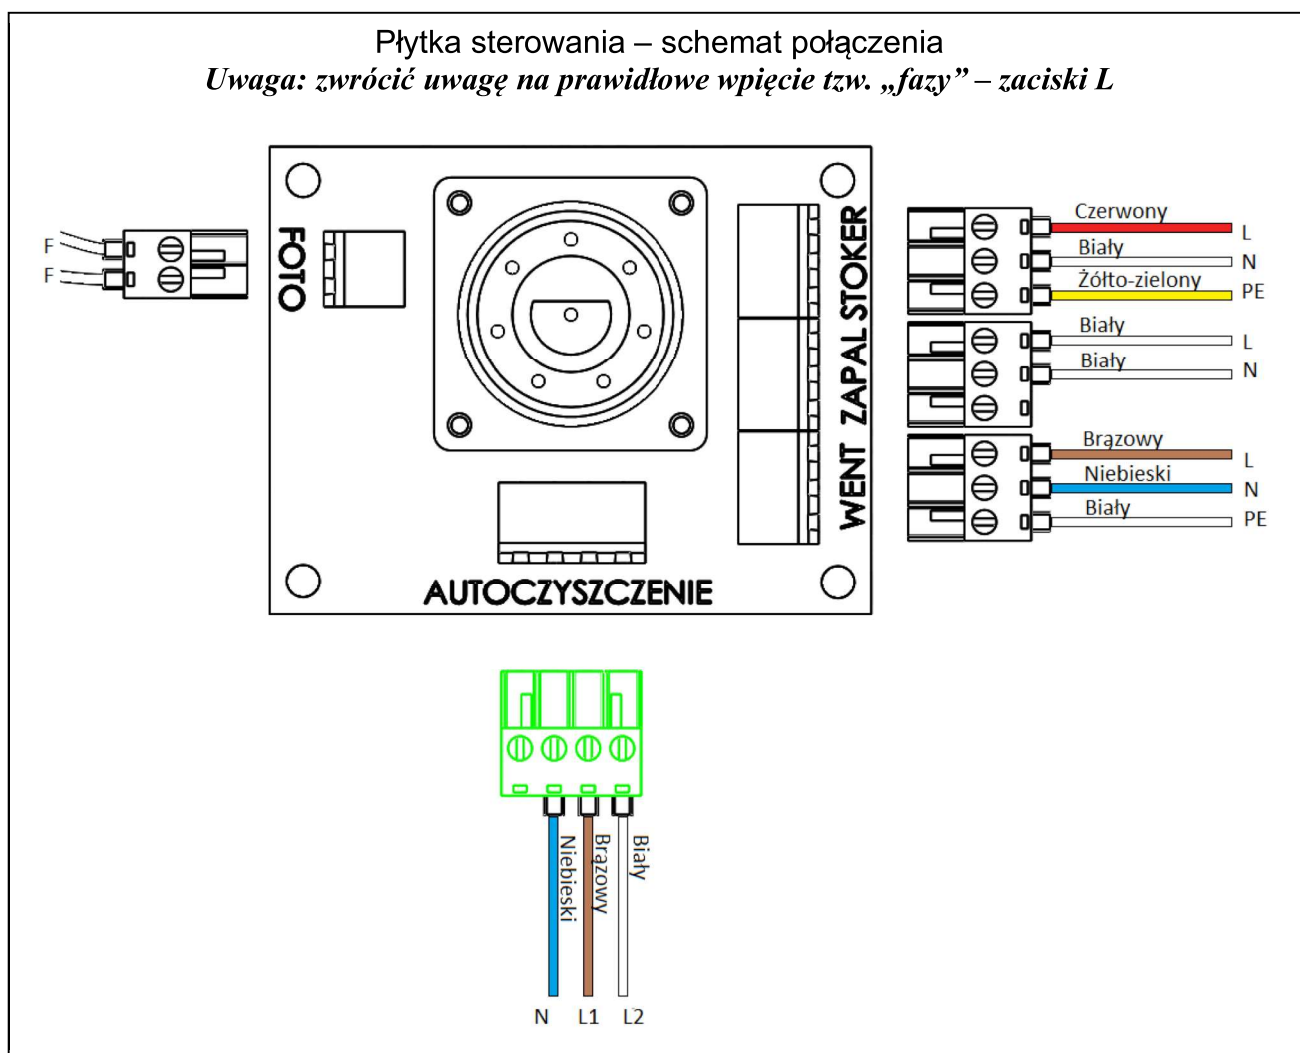 Płytka sterowania – schemat połączenia
Uwaga: zwrócić uwagę na prawidłowe wpięcie tzw. „fazy” – zaciski L
F
F
FOTO
STOKER
ZAPAL
WENT
AUTOCZYSZCZENIE
Czerwony
L
Biały
N
Żółto-zielony
PE
Biały
L
Biały
N
Brązowy
L
Niebieski
N
Biały
PE
Niebieski
Brązowy
Biały
N L1 L2